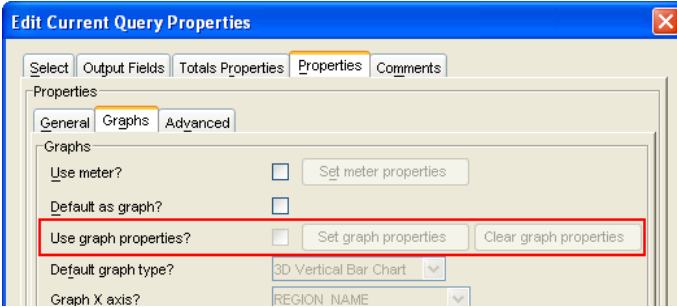 Edit Current Query Properties
Select Output Fields Totals Properties Properties Comments
Properties
General Graphs Advanced
Graphs
Use meter? Set meter properties
Default as graph?
Use graph properties? Set graph properties Clear graph properties
Default graph type? 3D Vertical Bar Chart
Graph X axis? REGION_NAME